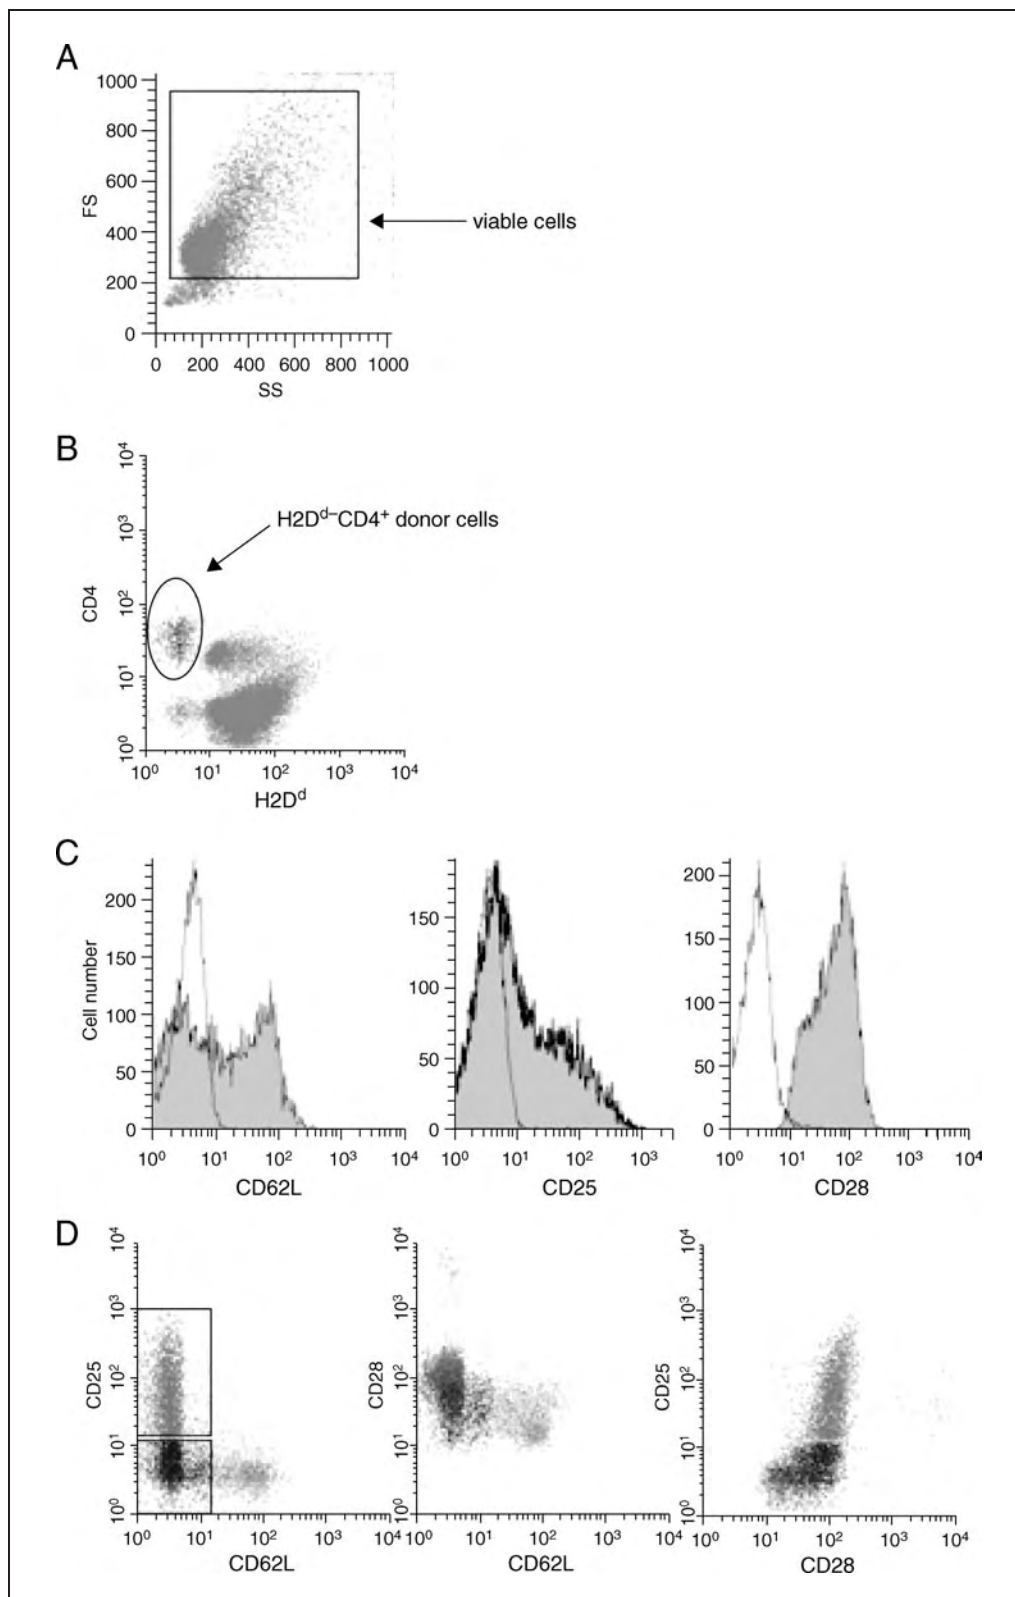 A
1000
800
600
400
200
0
FS
viable cells
0 200 400 600 800 1000
SS
B
10⁴
10³
10²
10¹
10⁰
CD4
H2Dᵈ⁻CD4⁺ donor cells
10⁰ 10¹ 10² 10³ 10⁴
H2Dᵈ
C
200
150
100
50
0
Cell number
10⁰ 10¹ 10² 10³ 10⁴
CD62L
150
100
50
0
10⁰ 10¹ 10² 10³
CD25
200
150
100
50
0
10⁰ 10¹ 10² 10³ 10⁴
CD28
D
10⁴
10³
10²
10¹
10⁰
CD25
10⁰ 10¹ 10² 10³ 10⁴
CD62L
10⁴
10³
10²
10¹
10⁰
CD28
10⁰ 10¹ 10² 10³ 10⁴
CD62L
10⁴
10³
10²
10¹
10⁰
CD25
10⁰ 10¹ 10² 10³ 10⁴
CD28